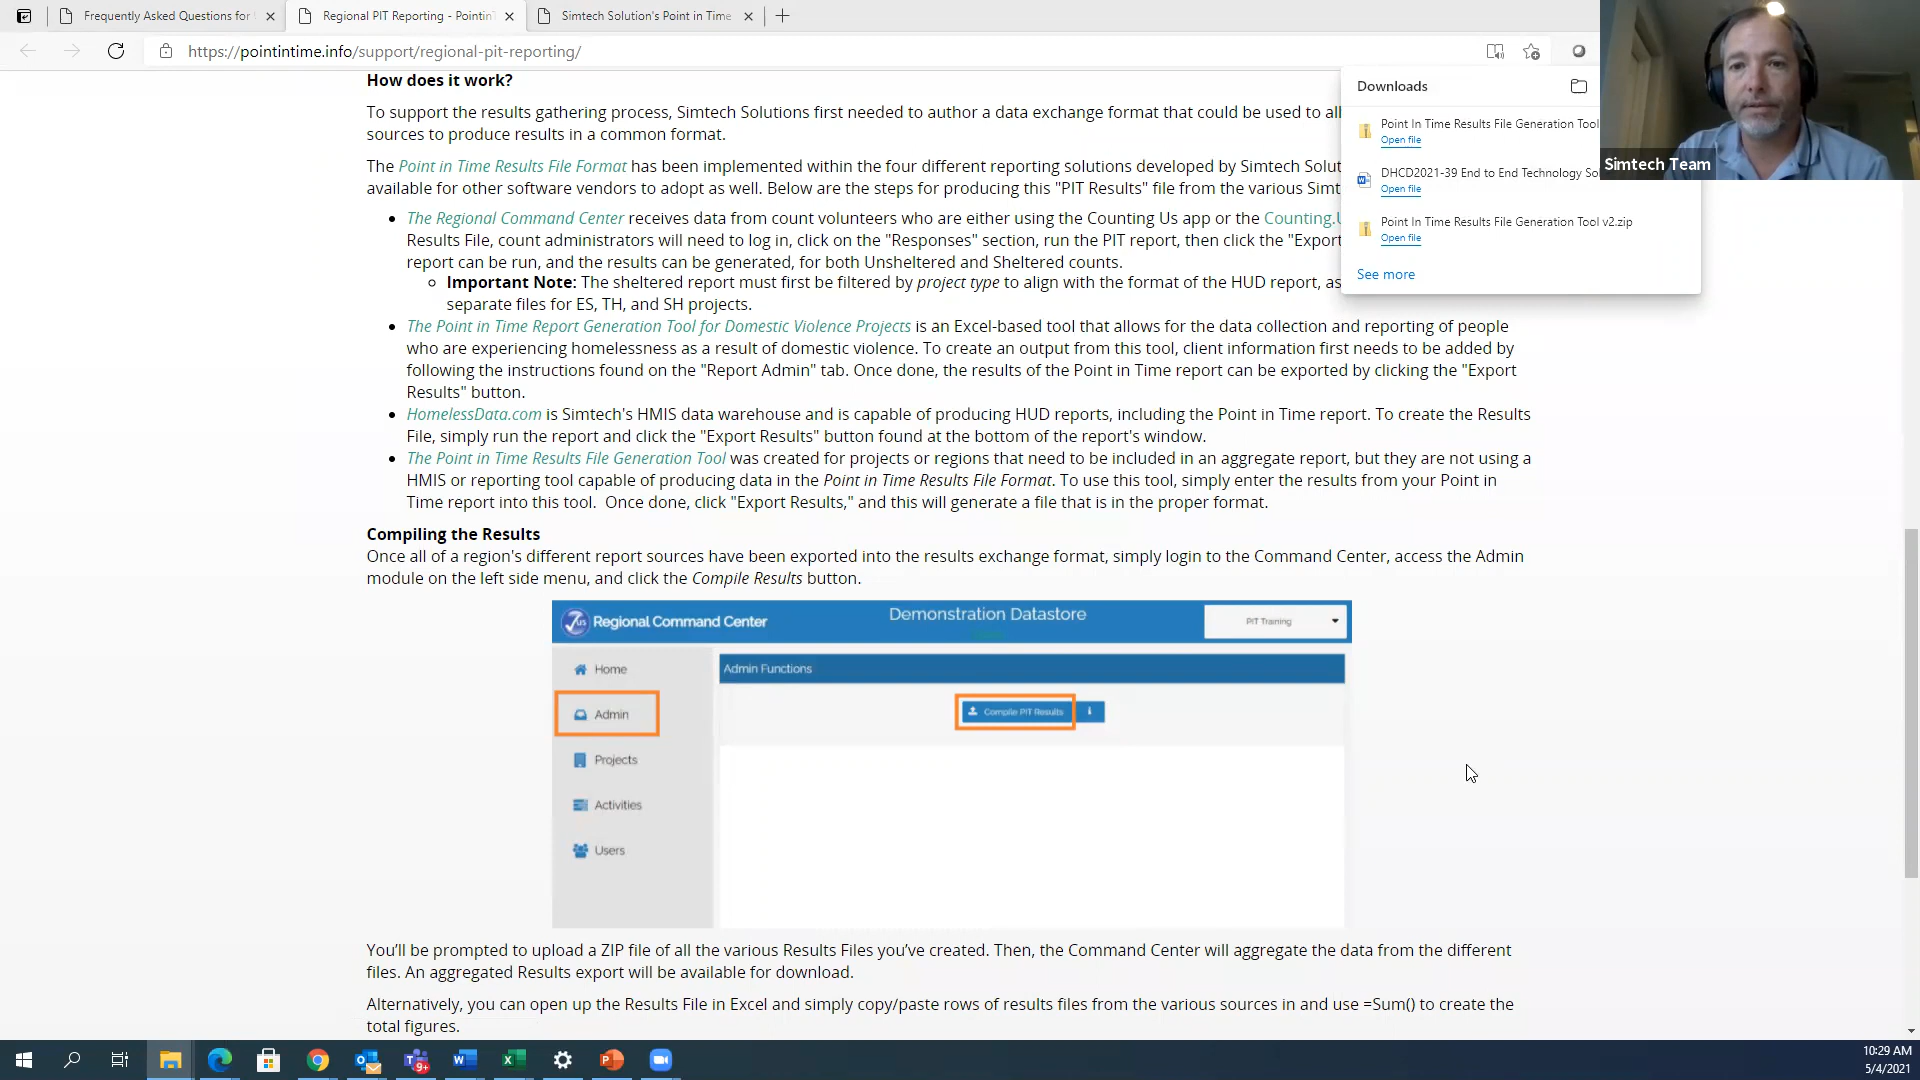 Frequently Asked Questions for
Regional PIT Reporting - PointinT
Simtech Solution's Point in Time
https://pointintime.info/support/regional-pit-reporting/
Downloads
Point In Time Results File Generation Tool
Open file
DHCD2021-39 End to End Technology So
Open file
Point In Time Results File Generation Tool v2.zip
Open file
See more
Simtech Team
How does it work?
To support the results gathering process, Simtech Solutions first needed to author a data exchange format that could be used to all
sources to produce results in a common format.
The Point in Time Results File Format has been implemented within the four different reporting solutions developed by Simtech Solut
available for other software vendors to adopt as well. Below are the steps for producing this "PIT Results" file from the various Simt
• The Regional Command Center receives data from count volunteers who are either using the Counting Us app or the Counting.U
Results File, count administrators will need to log in, click on the "Responses" section, run the PIT report, then click the "Export
report can be run, and the results can be generated, for both Unsheltered and Sheltered counts.
Important Note: The sheltered report must first be filtered by project type to align with the format of the HUD report, as
separate files for ES, TH, and SH projects.
• The Point in Time Report Generation Tool for Domestic Violence Projects is an Excel-based tool that allows for the data collection and reporting of people
who are experiencing homelessness as a result of domestic violence. To create an output from this tool, client information first needs to be added by
following the instructions found on the "Report Admin" tab. Once done, the results of the Point in Time report can be exported by clicking the "Export
Results" button.
• HomelessData.com is Simtech's HMIS data warehouse and is capable of producing HUD reports, including the Point in Time report. To create the Results
File, simply run the report and click the "Export Results" button found at the bottom of the report's window.
• The Point in Time Results File Generation Tool was created for projects or regions that need to be included in an aggregate report, but they are not using a
HMIS or reporting tool capable of producing data in the Point in Time Results File Format. To use this tool, simply enter the results from your Point in
Time report into this tool. Once done, click "Export Results," and this will generate a file that is in the proper format.
Compiling the Results
Once all of a region's different report sources have been exported into the results exchange format, simply login to the Command Center, access the Admin
module on the left side menu, and click the Compile Results button.
Regional Command Center
Demonstration Datastore
PIT Training
Home
Admin Functions
Admin
Compile PIT Results
Projects
Activities
Users
You'll be prompted to upload a ZIP file of all the various Results Files you've created. Then, the Command Center will aggregate the data from the different
files. An aggregated Results export will be available for download.
Alternatively, you can open up the Results File in Excel and simply copy/paste rows of results files from the various sources in and use =Sum() to create the
total figures.
9+
10:29 AM
5/4/2021